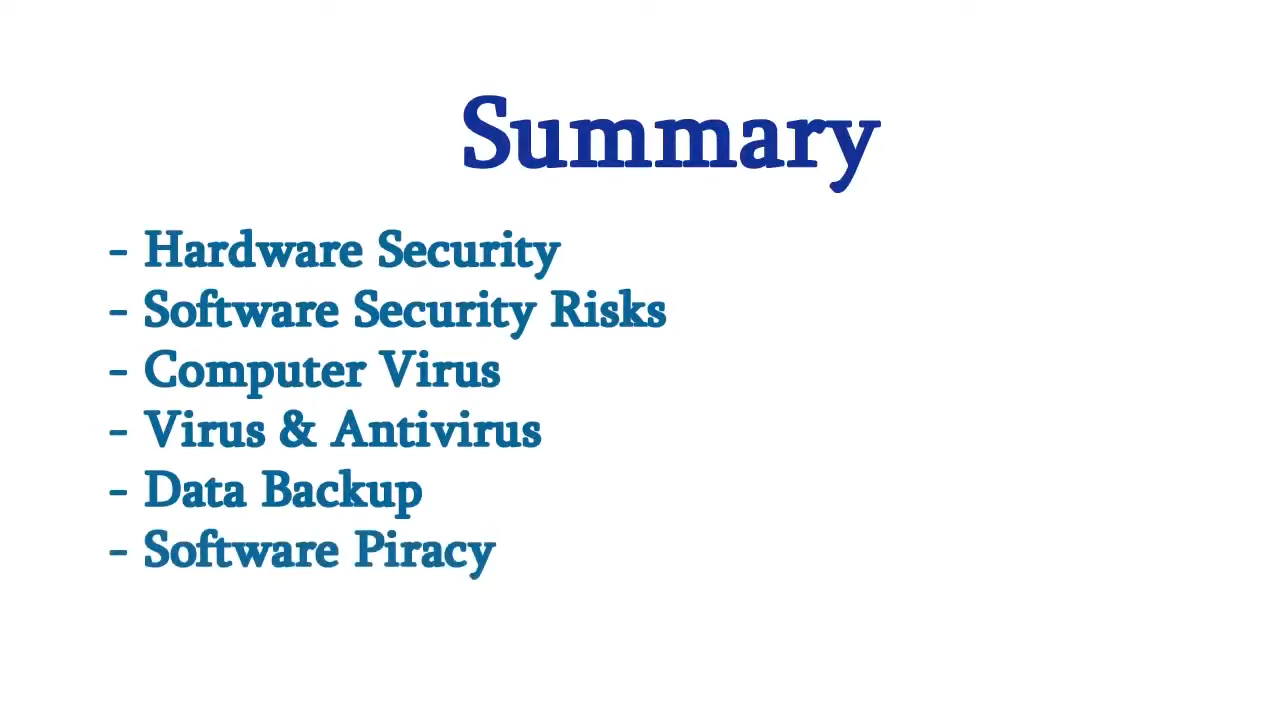 Summary
- Hardware Security
- Software Security Risks
- Computer Virus
- Virus & Antivirus
- Data Backup
- Software Piracy